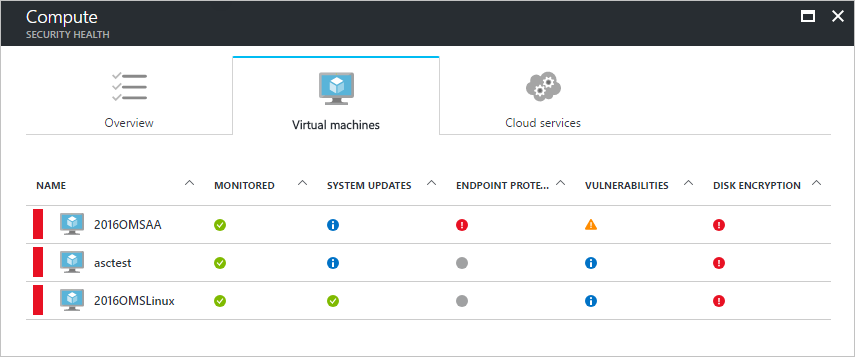 Compute
SECURITY HEALTH
Overview
Virtual machines
Cloud services
NAME MONITORED SYSTEM UPDATES ENDPOINT PROTE... VULNERABILITIES DISK ENCRYPTION
2016OMSAA
asctest
2016OMSLinux